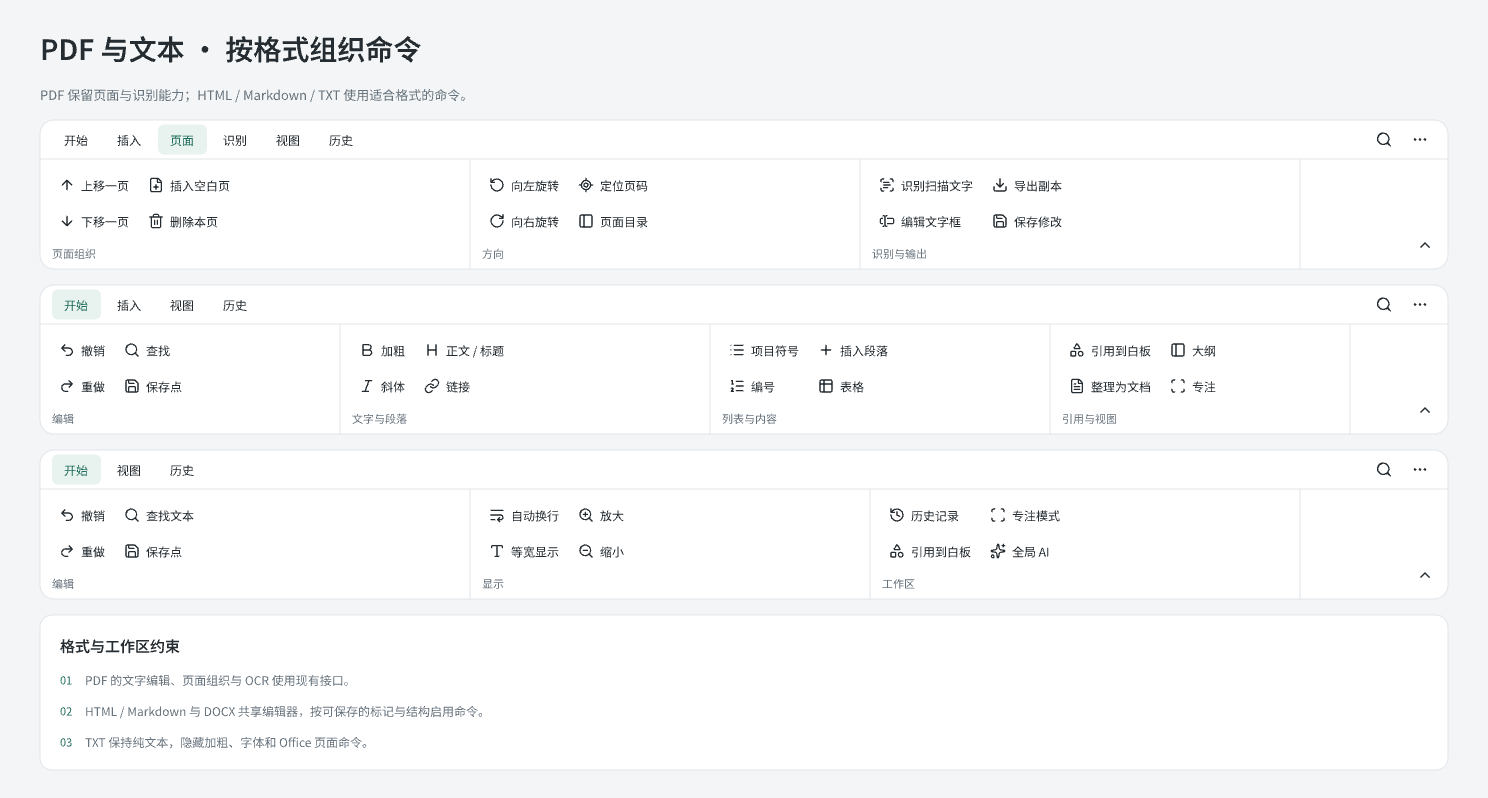 PDF 与文本 · 按格式组织命令
PDF 保留页面与识别能力；HTML / Markdown / TXT 使用适合格式的命令。
开始 插入 页面 识别 视图 历史
上移一页 插入空白页 向左旋转 定位页码 识别扫描文字 导出副本
下移一页 删除本页 向右旋转 页面目录 编辑文字框 保存修改
页面组织 方向 识别与输出
开始 插入 视图 历史
撤销 查找 加粗 正文 / 标题 项目符号 插入段落 引用到白板 大纲
重做 保存点 斜体 链接 编号 表格 整理为文档 专注
编辑 文字与段落 列表与内容 引用与视图
开始 视图 历史
撤销 查找文本 自动换行 放大 历史记录 专注模式
重做 保存点 等宽显示 缩小 引用到白板 全局 AI
编辑 显示 工作区
格式与工作区约束
01 PDF 的文字编辑、页面组织与 OCR 使用现有接口。
02 HTML / Markdown 与 DOCX 共享编辑器，按可保存的标记与结构启用命令。
03 TXT 保持纯文本，隐藏加粗、字体和 Office 页面命令。